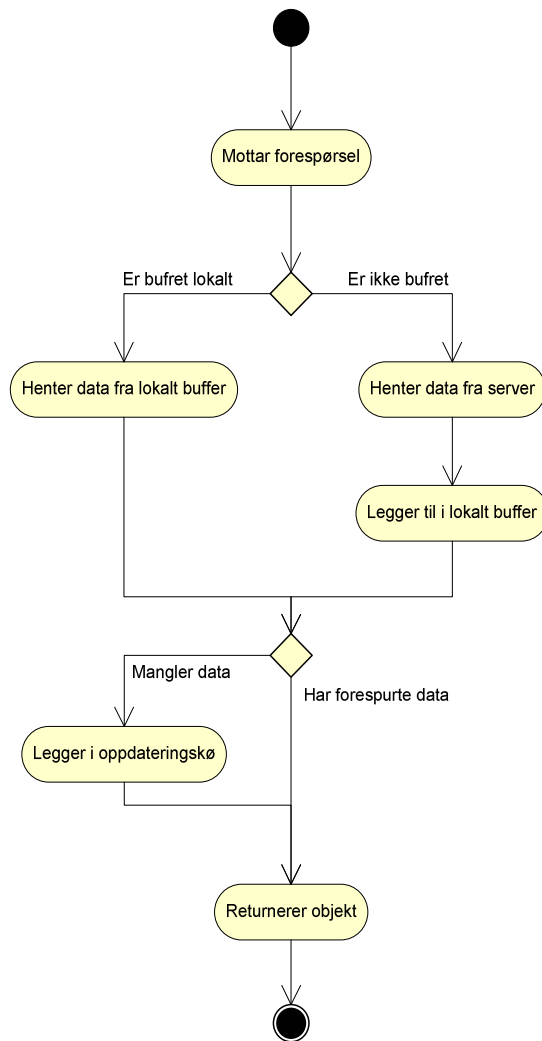 Mottar forespørsel
Er bufret lokalt
Er ikke bufret
Henter data fra lokalt buffer
Henter data fra server
Legger til i lokalt buffer
Mangler data
Har forespurte data
Legger i oppdateringskø
Returnerer objekt